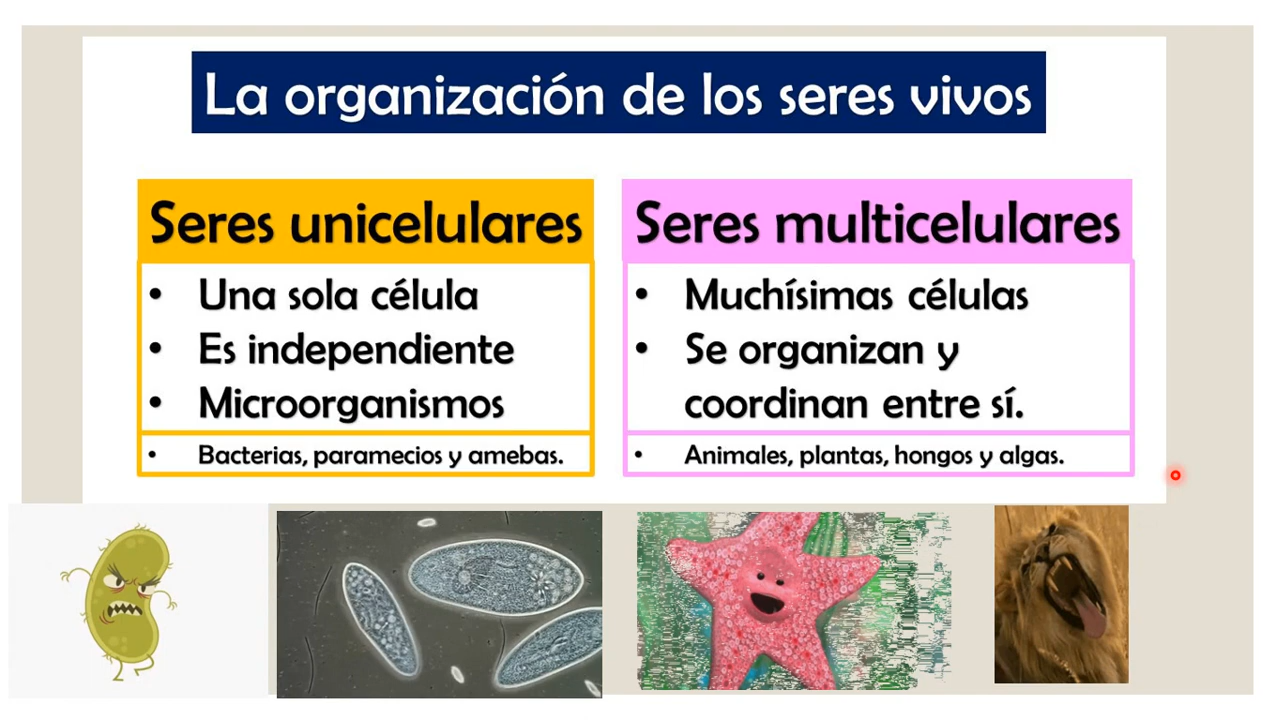 La organización de los seres vivos
Seres unicelulares
• Una sola célula
• Es independiente
• Microorganismos
• Bacterias, paramecios y amebas.
Seres multicelulares
• Muchísimas células
• Se organizan y
coordinan entre sí.
• Animales, plantas, hongos y algas.